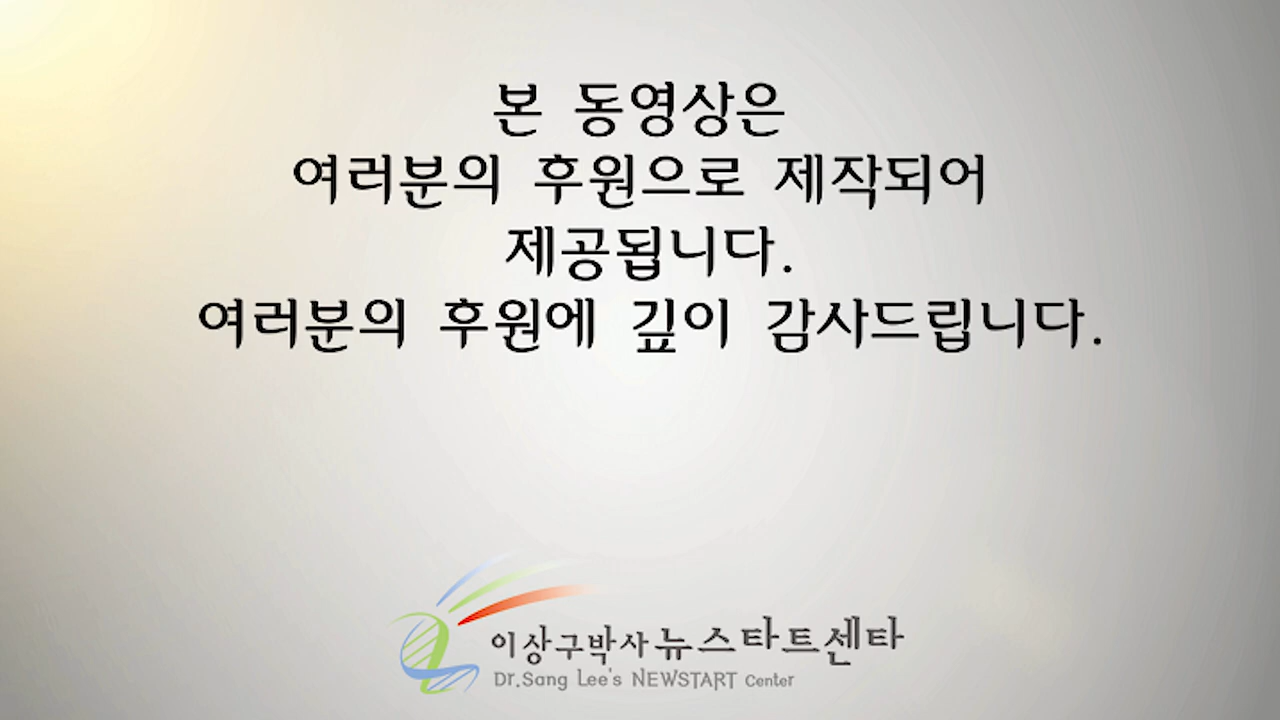 본 동영상은
여러분의 후원으로 제작되어
제공됩니다.
여러분의 후원에 깊이 감사드립니다.
이상구박사 뉴스타트센타
Dr.Sang Lee's NEWSTART Center